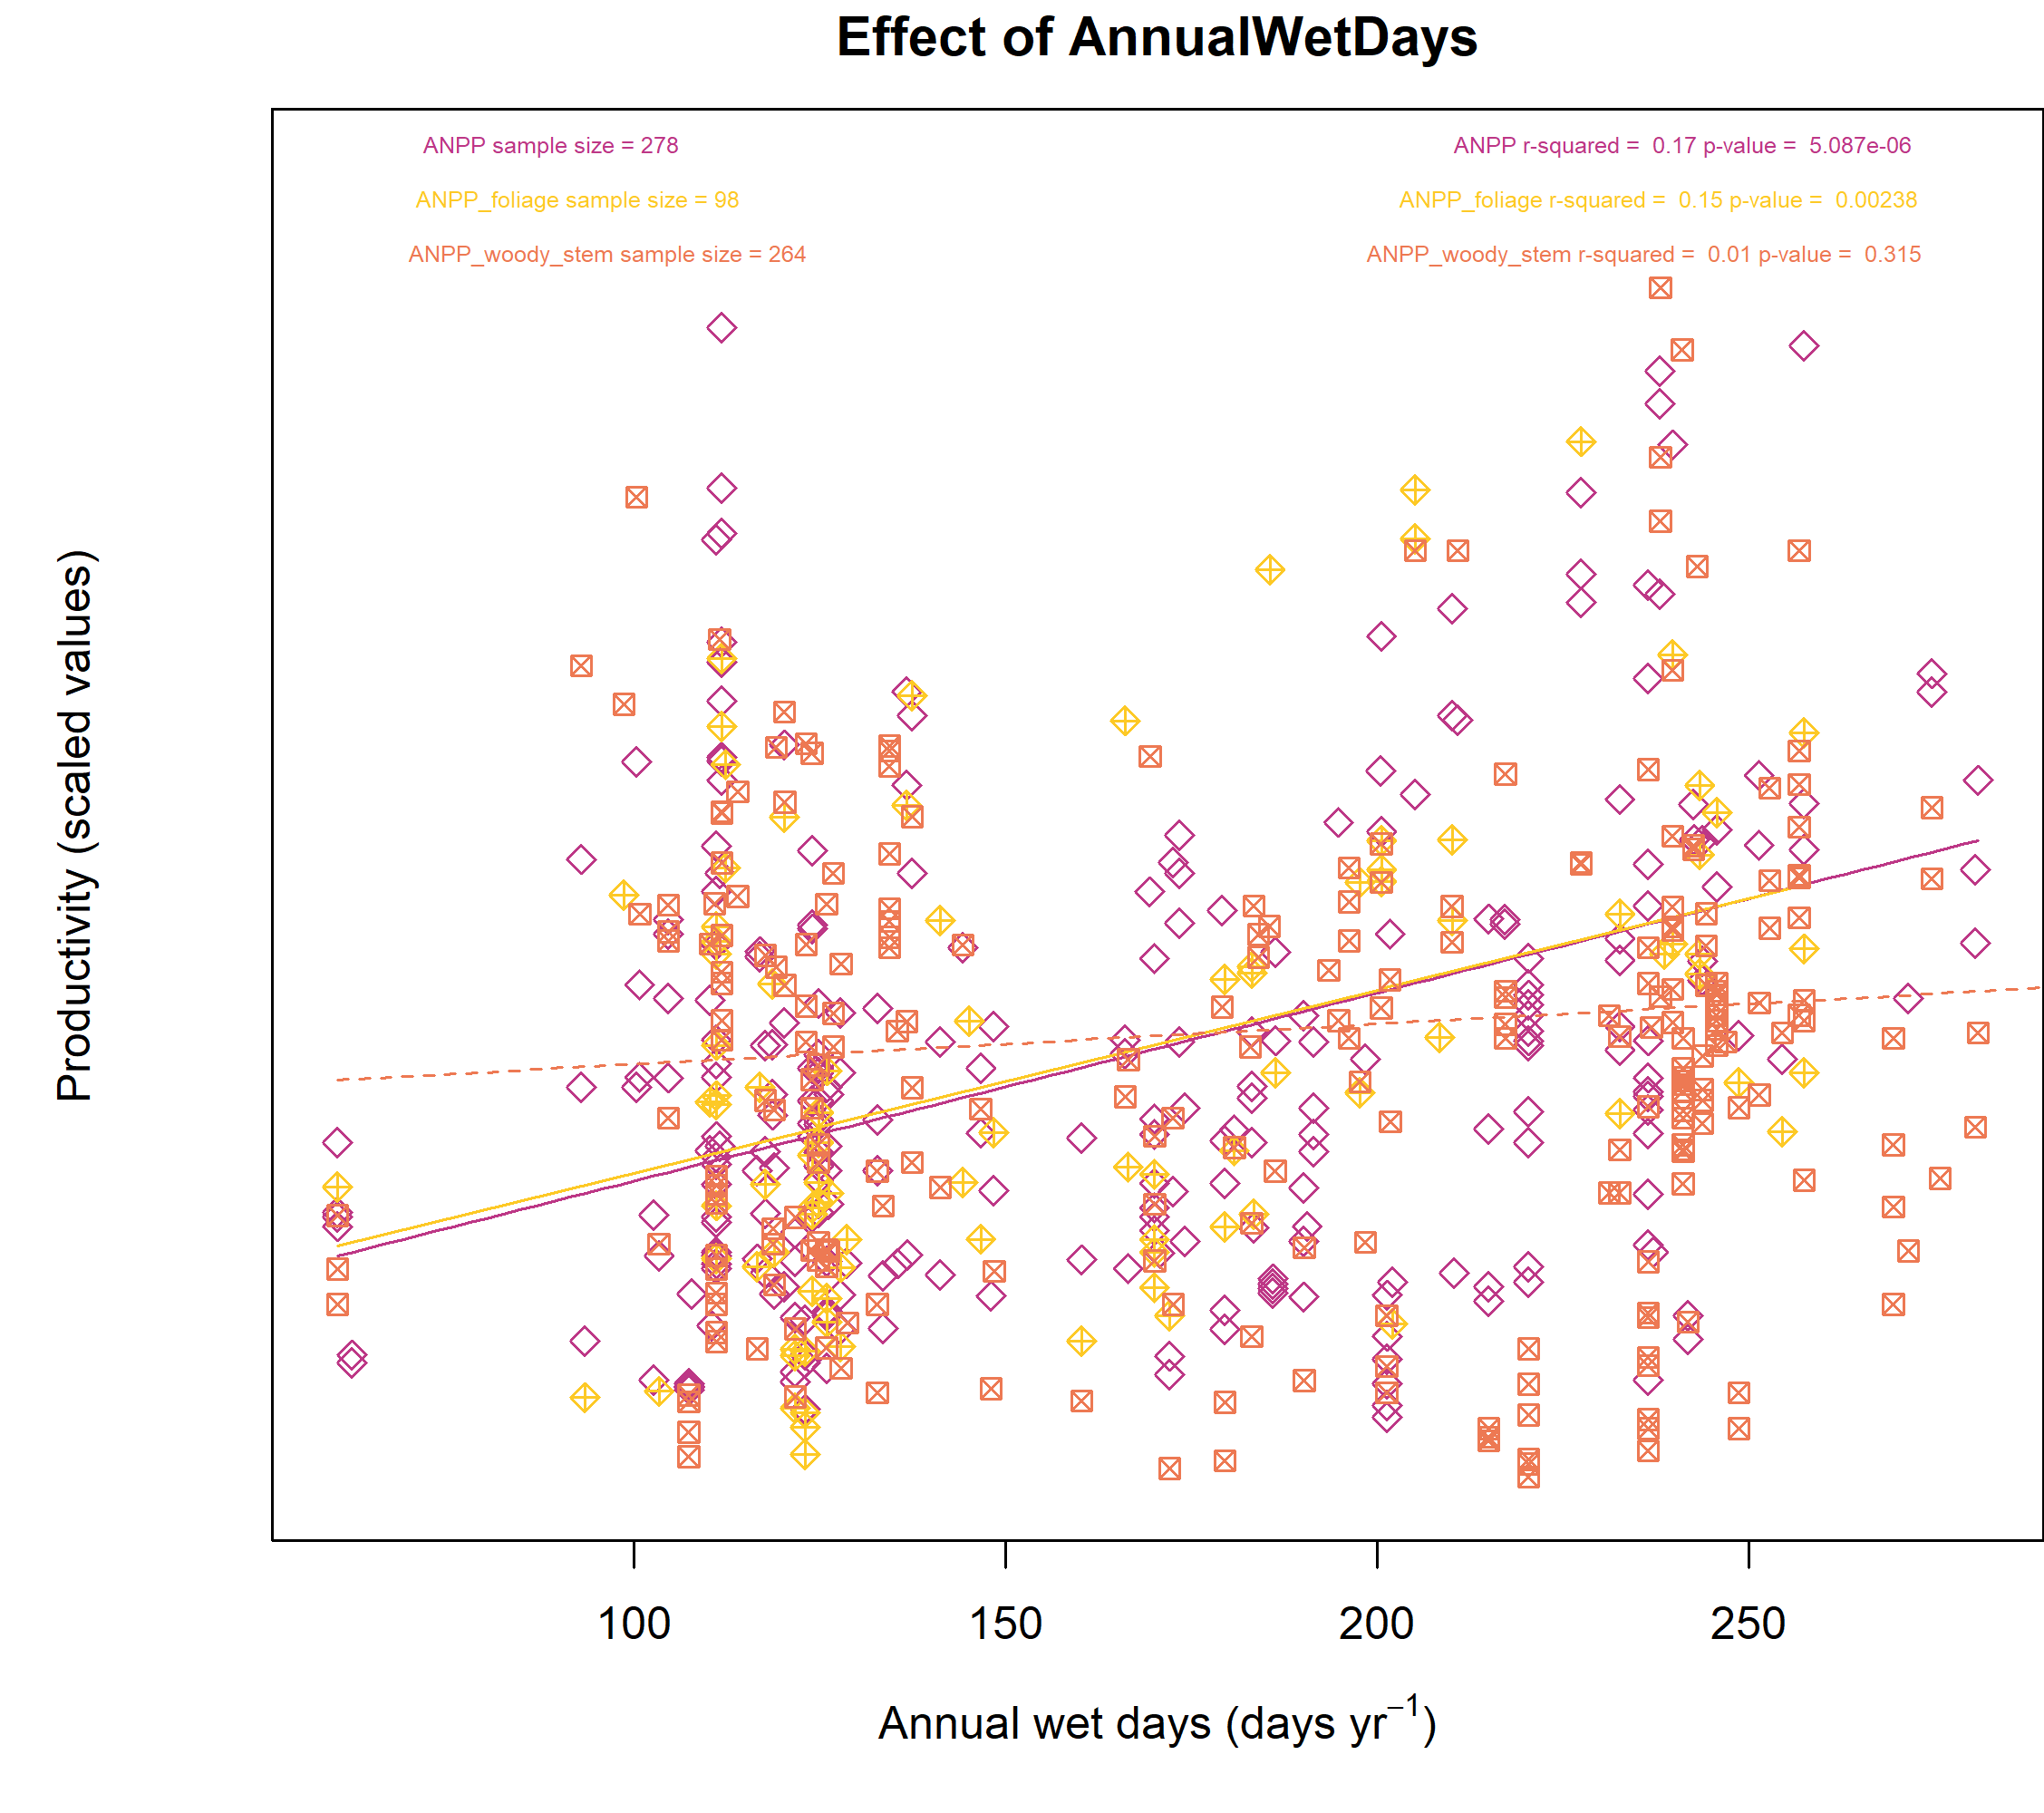 Effect of AnnualWetDays
ANPP sample size = 278
ANPP r-squared = 0.17 p-value = 5.087e-06
ANPP_foliage sample size = 98
ANPP_foliage r-squared = 0.15 p-value = 0.00238
ANPP_woody_stem sample size = 264
ANPP_woody_stem r-squared = 0.01 p-value = 0.315
Productivity (scaled values)
100 150 200 250
Annual wet days (days yr⁻¹)